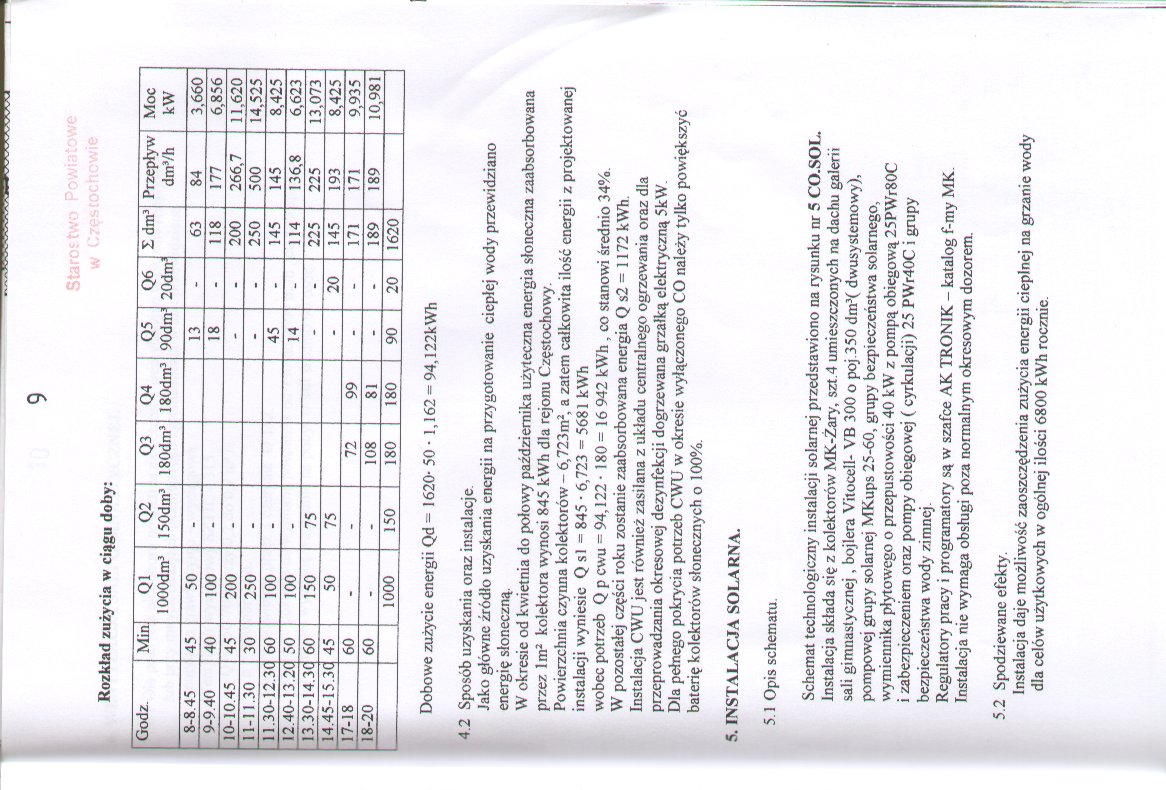 9
Starostwo Powiatowe
w Częstochowie
Rozkład zużycia w ciągu doby:
Godz. Min Q1 1000dm³ Q2 150dm³ Q3 180dm³ Q4 180dm³ Q5 90dm³ Q6 20dm³ Σ dm³ Przepływ dm³/h Moc kW
8-8.45 45 50 - 13 - 63 84 3,660
9-9.40 40 100 - 18 - 118 177 6,856
10-10.45 45 200 - - - 200 266,7 11,620
11-11.30 30 250 - - - 250 500 14,525
11.30-12.30 60 100 - 45 - 145 145 8,425
12.40-13.20 50 100 - 14 - 114 136,8 6,623
13.30-14.30 60 150 75 - - 225 225 13,073
14.45-15.30 45 50 75 - 20 145 193 8,425
17-18 60 - - 72 99 - - 171 171 9,935
18-20 60 - - 108 81 - - 189 189 10,981
1000 150 180 180 90 20 1620
Dobowe zużycie energii Qd = 1620· 50 · 1,162 = 94,122kWh
4.2 Sposób uzyskania oraz instalacje.
Jako główne źródło uzyskania energii na przygotowanie ciepłej wody przewidziano
energię słoneczną.
W okresie od kwietnia do połowy października użyteczna energia słoneczna zaabsorbowana
przez 1m² kolektora wynosi 845 kWh dla rejonu Częstochowy.
Powierzchnia czynna kolektorów – 6,723m², a zatem całkowita ilość energii z projektowanej
instalacji wyniesie Q s1 = 845 · 6,723 = 5681 kWh
wobec potrzeb Q p cwu = 94,122 · 180 = 16 942 kWh , co stanowi średnio 34%.
W pozostałej części roku zostanie zaabsorbowana energia Q s2 = 1172 kWh.
Instalacja CWU jest również zasilana z układu centralnego ogrzewania oraz dla
przeprowadzania okresowej dezynfekcji dogrzewana grzałką elektryczną 5kW.
Dla pełnego pokrycia potrzeb CWU w okresie wyłączonego CO należy tylko powiększyć
baterię kolektorów słonecznych o 100%.
5. INSTALACJA SOLARNA.
5.1 Opis schematu.
Schemat technologiczny instalacji solarnej przedstawiono na rysunku nr 5 CO.SOL.
Instalacja składa się z kolektorów MK-Żary, szt.4 umieszczonych na dachu galerii
sali gimnastycznej , bojlera Vitocell- VB 300 o poj.350 dm³( dwusystemowy),
pompowej grupy solarnej MKups 25-60, grupy bezpieczeństwa solarnego,
wymiennika płytowego o przepustowości 40 kW z pompą obiegową 25PWr80C
i zabezpieczeniem oraz pompy obiegowej ( cyrkulacji) 25 PWr40C i grupy
bezpieczeństwa wody zimnej.
Regulatory pracy i programatory są w szafce AK TRONIK – katalog f-my MK.
Instalacja nie wymaga obsługi poza normalnym okresowym dozorem.
5.2 Spodziewane efekty.
Instalacja daje możliwość zaoszczędzenia zużycia energii cieplnej na grzanie wody
dla celów użytkowych w ogólnej ilości 6800 kWh rocznie.